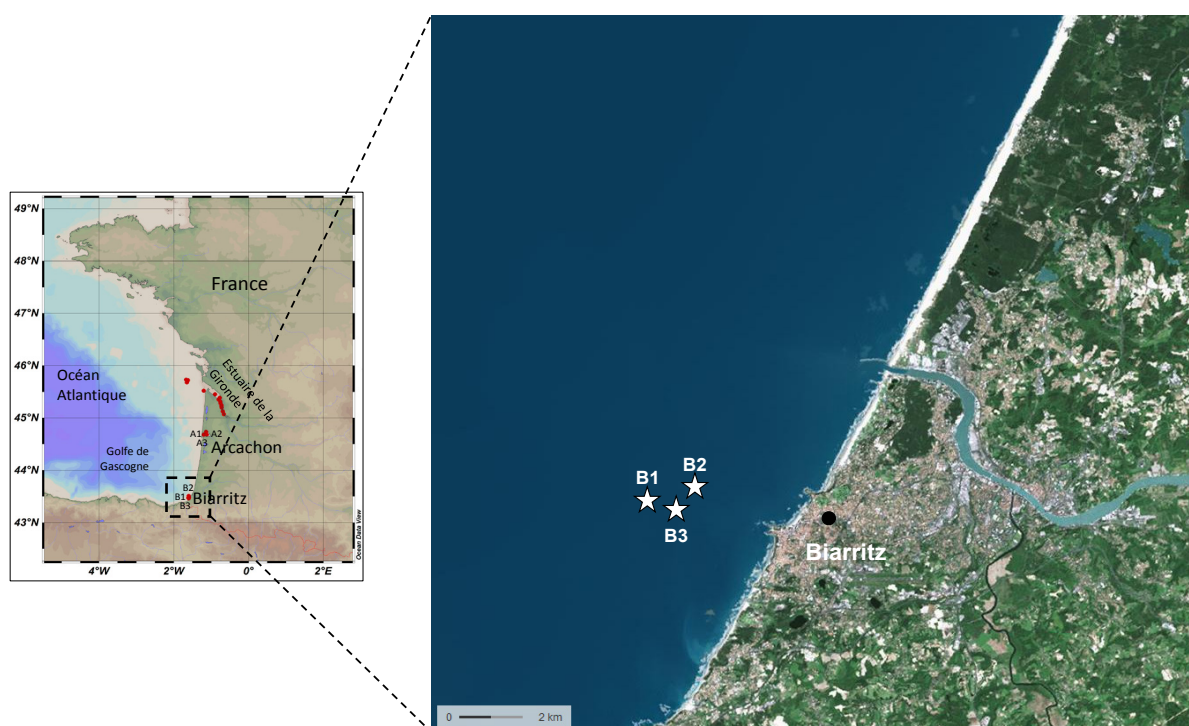 49°N
48°N
47°N
46°N
45°N
44°N
43°N
4°W
2°W
0°
2°E
France
Océan
Atlantique
Estuaire de la
Gironde
A1
A2
A3
Arcachon
Golfe de
Gascogne
B2
B1
B3
Biarritz
Ocean Data View
B1
B2
B3
Biarritz
0
2 km